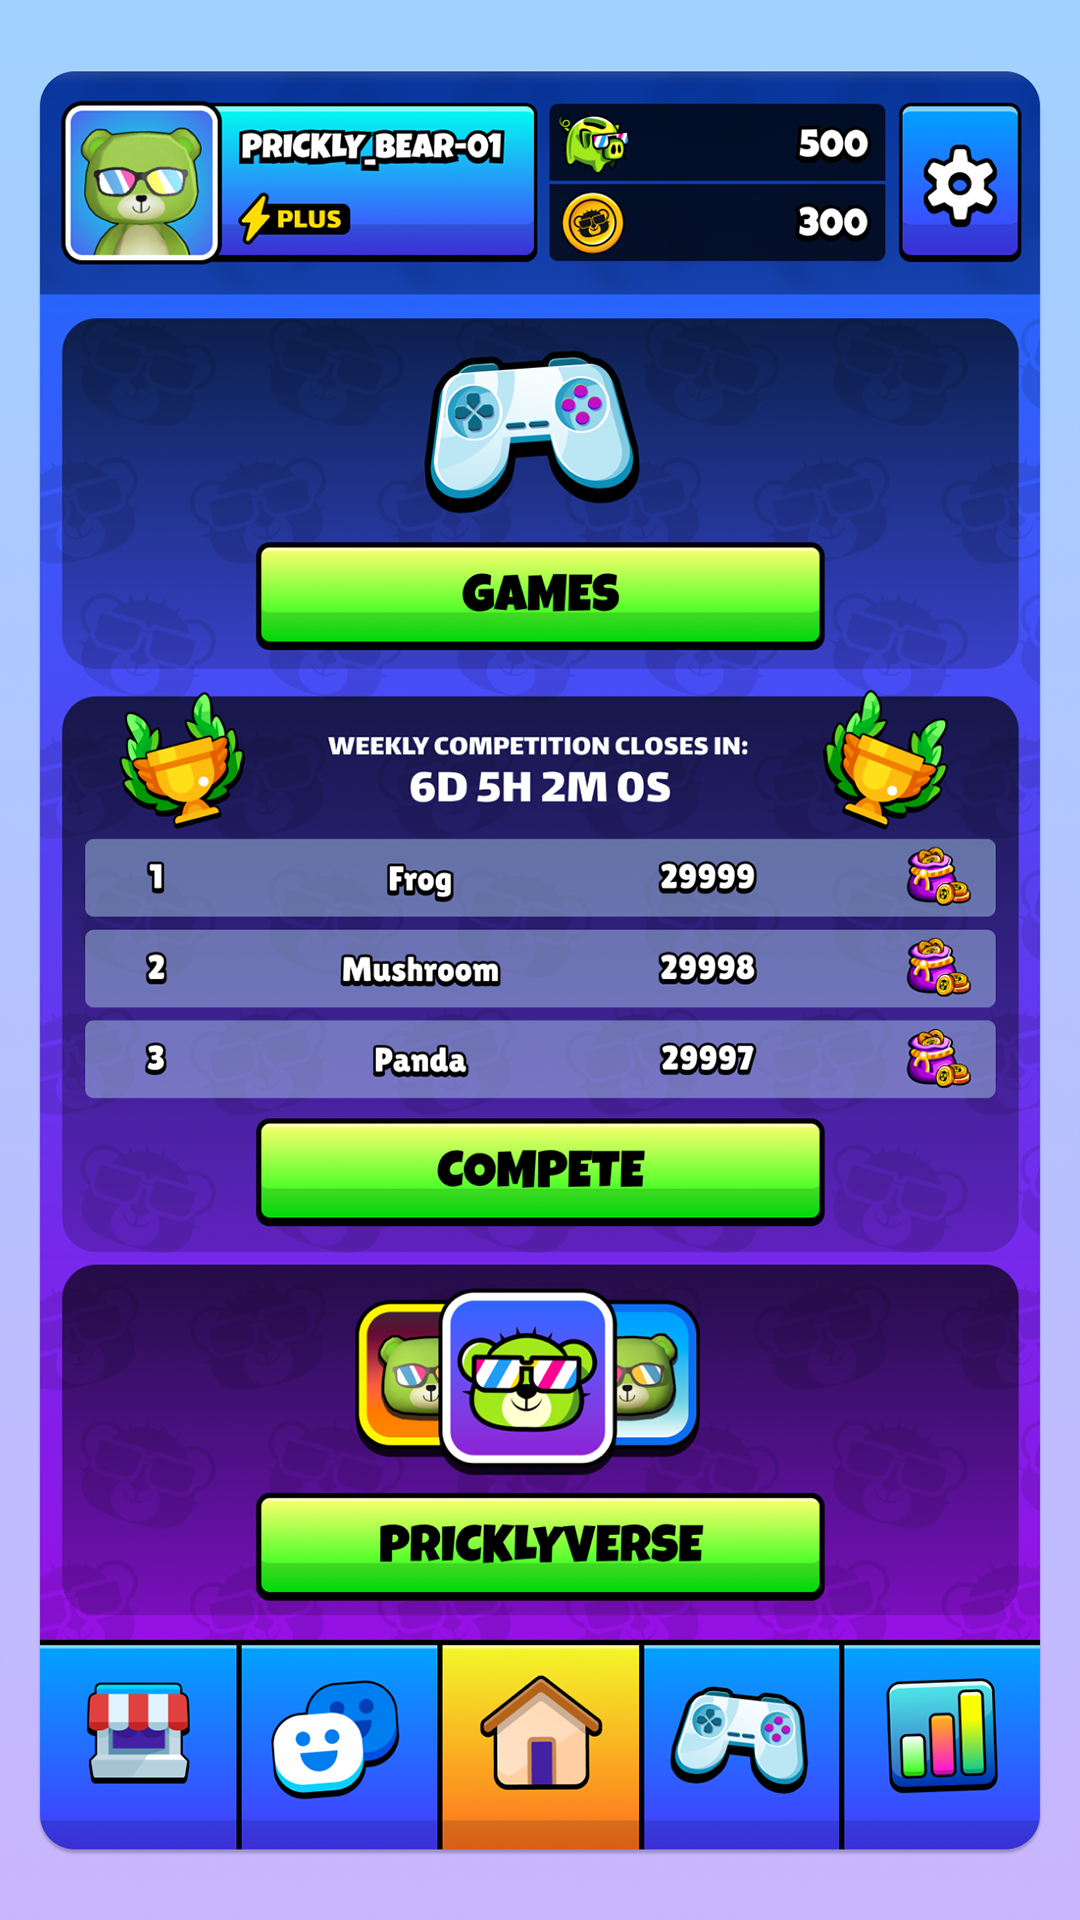 PRICKLY_BEAR-01
PLUS
500
300
GAMES
WEEKLY COMPETITION CLOSES IN:
6D 5H 2M 0S
1 Frog 29999
2 Mushroom 29998
3 Panda 29997
COMPETE
PRICKLYVERSE